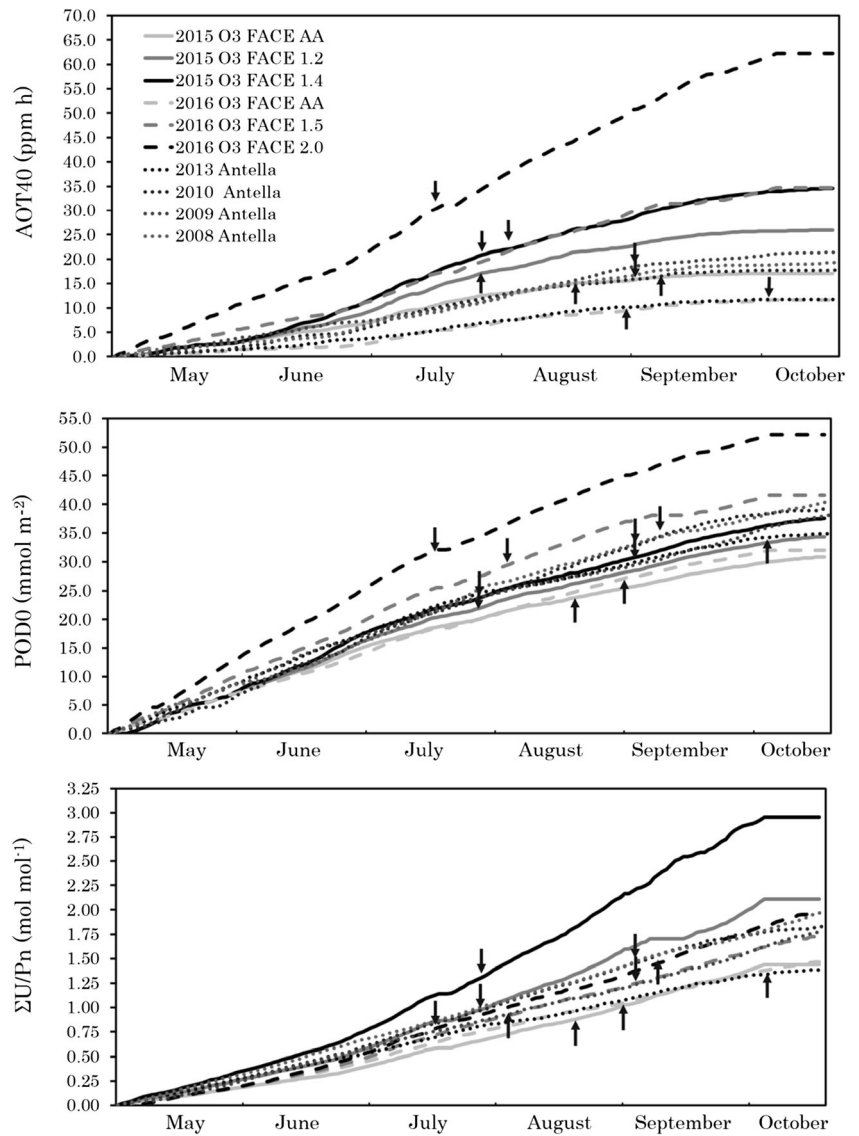 70.0
65.0
60.0
55.0
50.0
45.0
40.0
35.0
30.0
25.0
20.0
15.0
10.0
5.0
0.0
AOT40 (ppm h)
2015 O3 FACE AA
2015 O3 FACE 1.2
2015 O3 FACE 1.4
2016 O3 FACE AA
2016 O3 FACE 1.5
2016 O3 FACE 2.0
2013 Antella
2010 Antella
2009 Antella
2008 Antella
May June July August September October
55.0
50.0
45.0
40.0
35.0
30.0
25.0
20.0
15.0
10.0
5.0
0.0
POD0 (mmol m-2)
May June July August September October
3.25
3.00
2.75
2.50
2.25
2.00
1.75
1.50
1.25
1.00
0.75
0.50
0.25
0.00
ΣU/Pn (mol mol-1)
May June July August September October